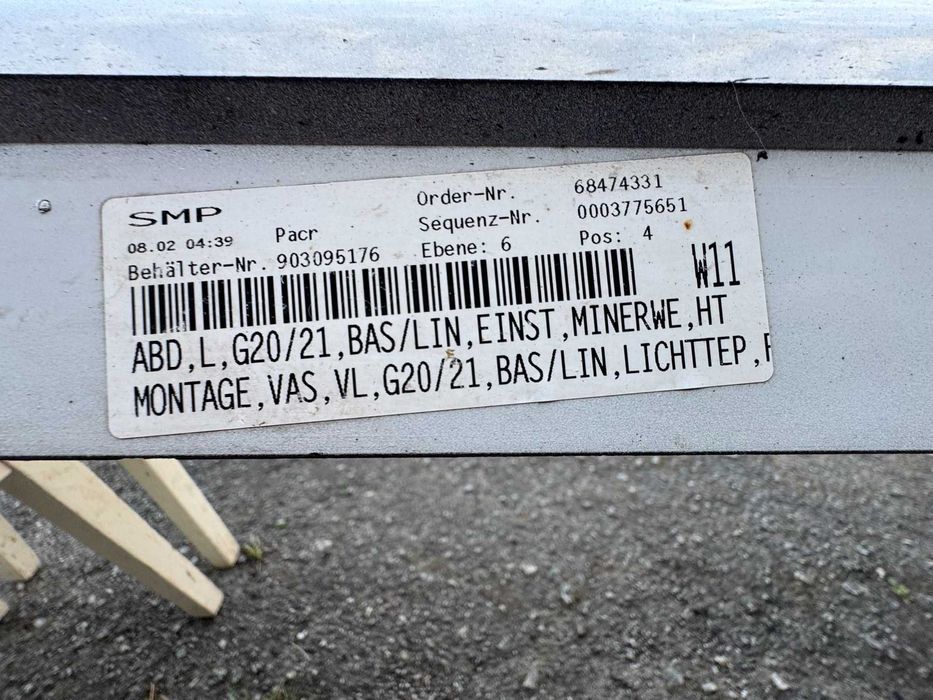 SMP
08.02 04:39 Pacr
Order-Nr. 68474331
Sequenz-Nr. 0003775651
Behälter-Nr. 903095176 Ebene: 6 Pos: 4
W11
ABD,L,G20/21,BAS/LIN,EINST,MINERWE,HT
MONTAGE,VAS,VL,G20/21,BAS/LIN,LICHTTEP,